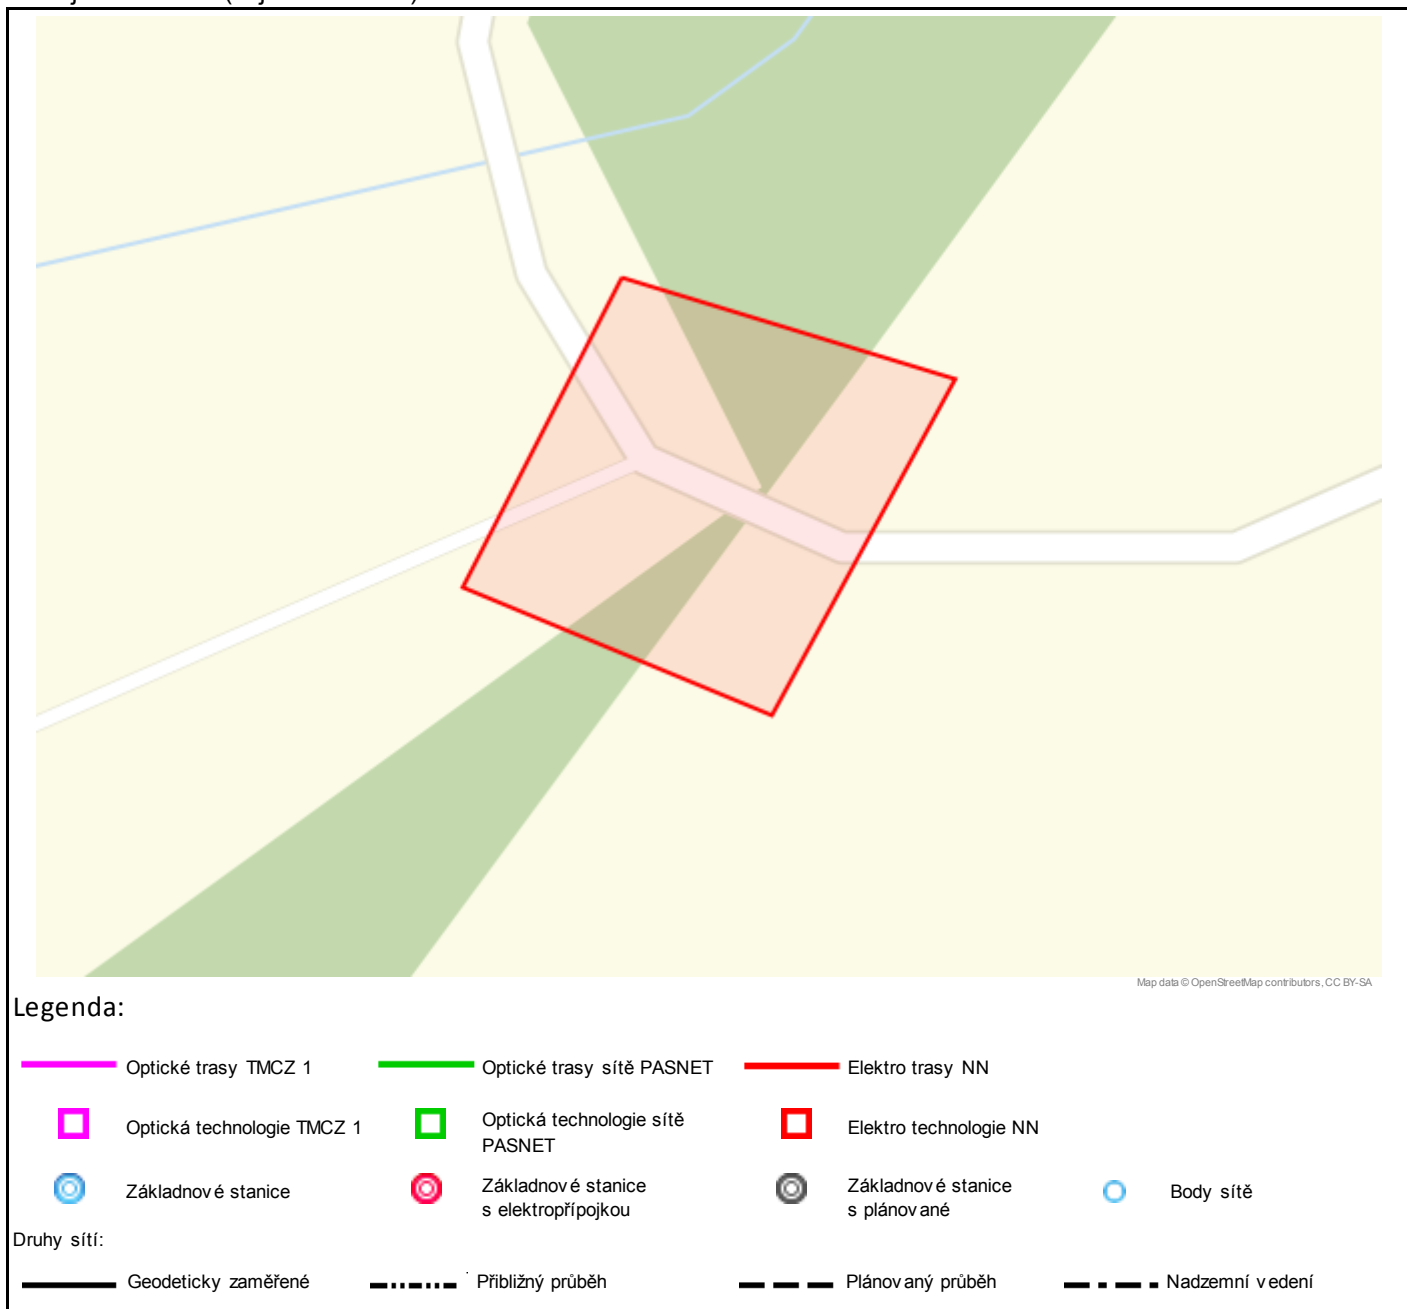 Map data © OpenStreetMap contributors, CC BY-SA
Legenda:
Optické trasy TMCZ 1
Optické trasy sítě PASNET
Elektro trasy NN
Optická technologie TMCZ 1
Optická technologie sítě
PASNET
Elektro technologie NN
Základnové stanice
Základnové stanice
s elektropřípojkou
Základnové stanice
s plánované
Body sítě
Druhy sítí:
Geodeticky zaměřené
Přibližný průběh
Plánovaný průběh
Nadzemní vedení